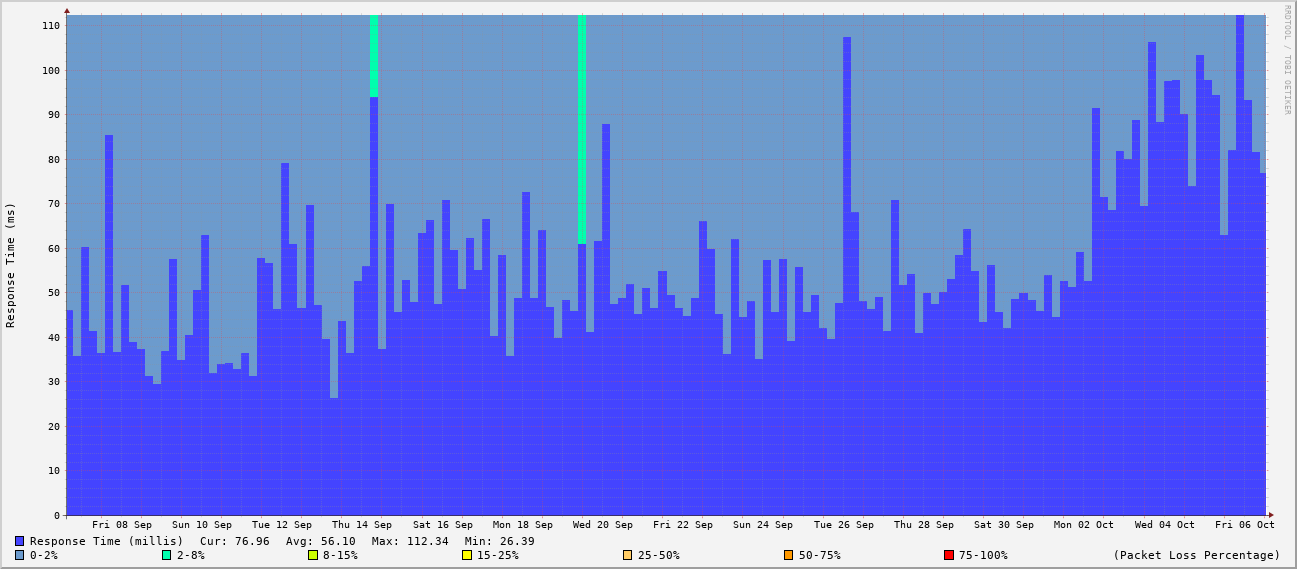 RRDTOOL / TOBI OETIKER
Response Time (ms)
110
100
90
80
70
60
50
40
30
20
10
0
Fri 08 Sep Sun 10 Sep Tue 12 Sep Thu 14 Sep Sat 16 Sep Mon 18 Sep Wed 20 Sep Fri 22 Sep Sun 24 Sep Tue 26 Sep Thu 28 Sep Sat 30 Sep Mon 02 Oct Wed 04 Oct Fri 06 Oct
Response Time (millis) Cur: 76.96 Avg: 56.10 Max: 112.34 Min: 26.39
0-2% 2-8% 8-15% 15-25% 25-50% 50-75% 75-100% (Packet Loss Percentage)